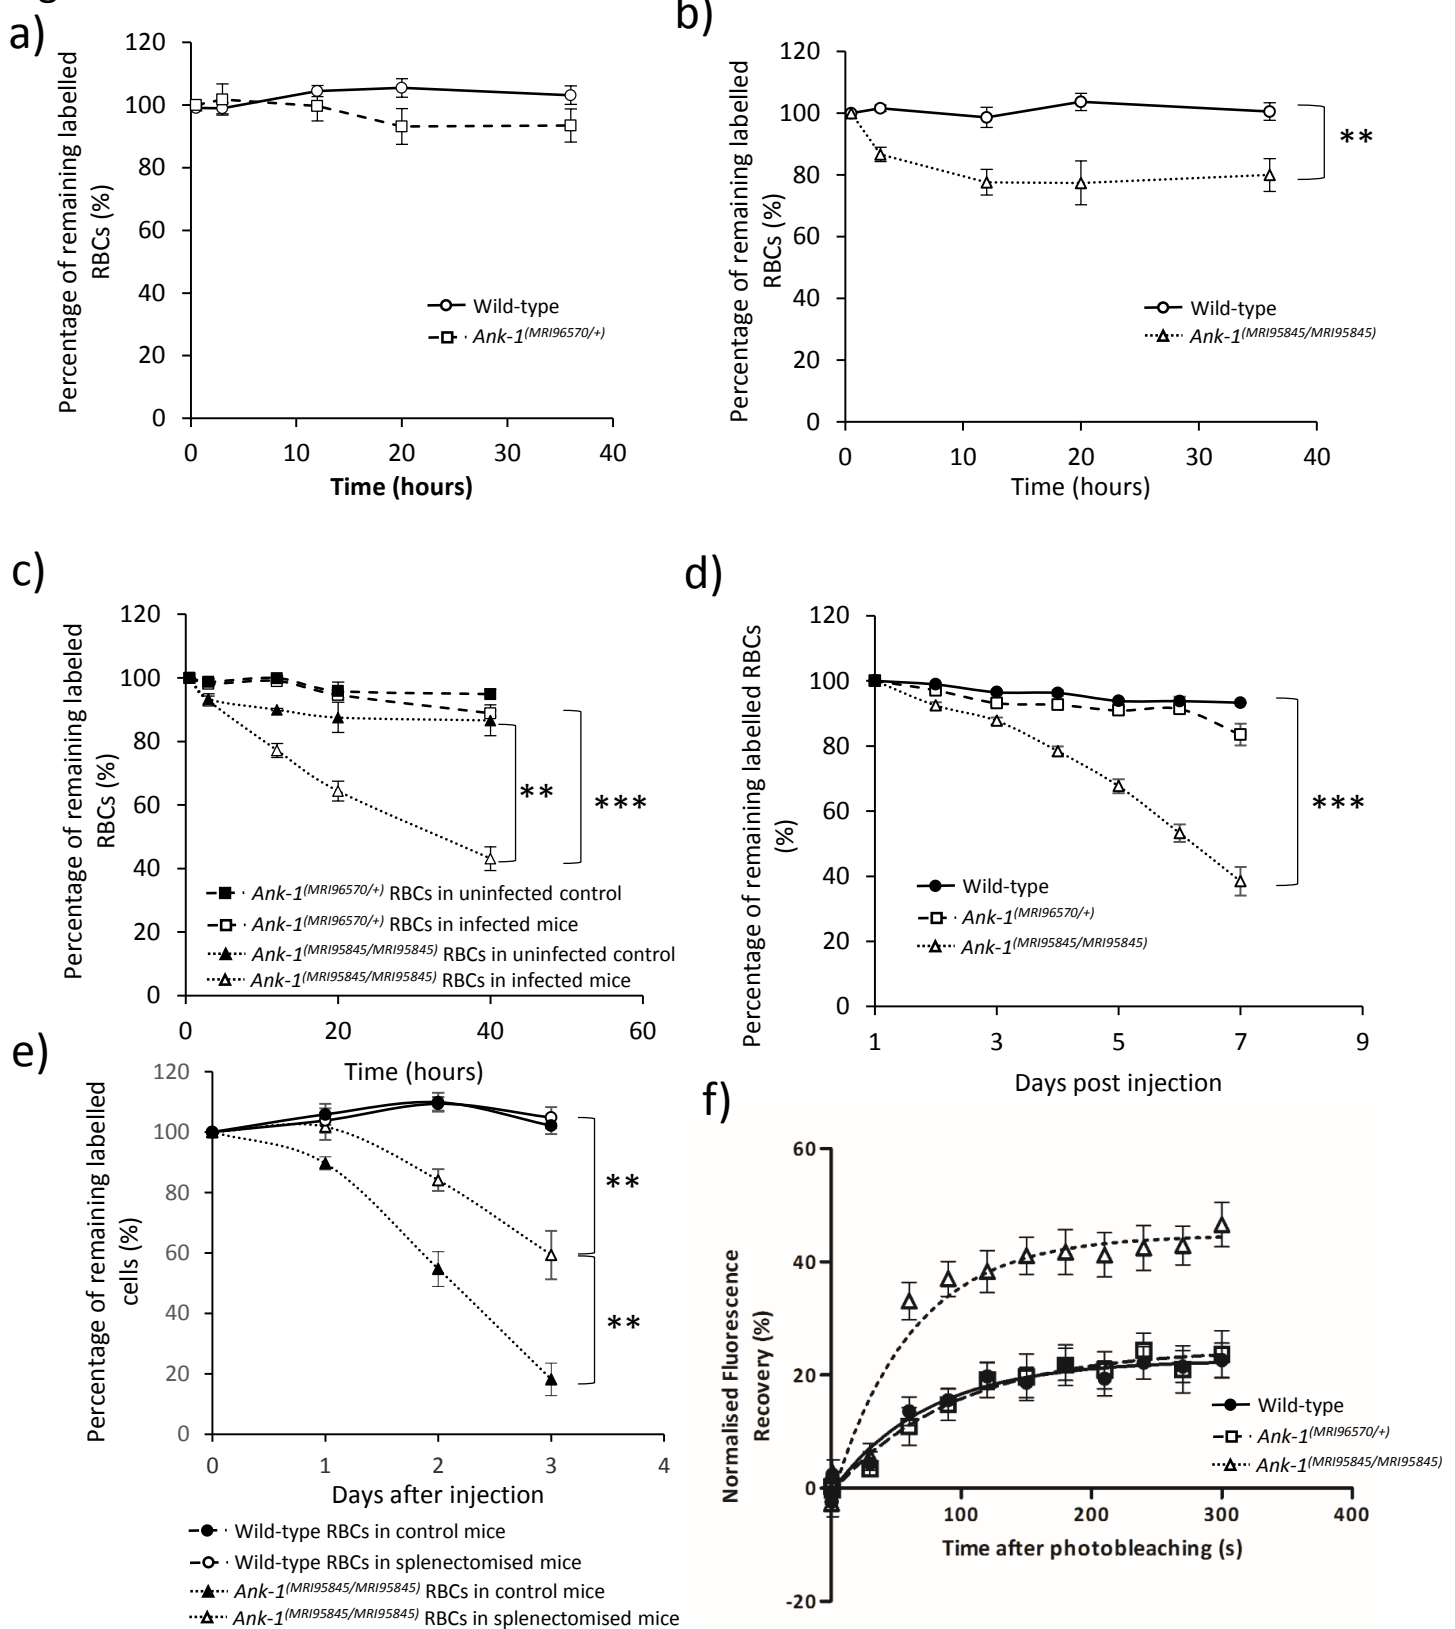 a)
120
100
80
60
40
20
0
Percentage of remaining labelled
RBCs (%)
Wild-type
Ank-1(MRI96570/+)
0 10 20 30 40
Time (hours)
b)
120
100
80
60
40
20
0
Percentage of remaining labelled
RBCs (%)
**
Wild-type
Ank-1(MRI95845/MRI95845)
0 10 20 30 40
Time (hours)
c)
120
100
80
60
40
20
0
Percentage of remaining labeled
RBCs (%)
** ***
Ank-1(MRI96570/+) RBCs in uninfected control
Ank-1(MRI96570/+) RBCs in infected mice
Ank-1(MRI95845/MRI95845) RBCs in uninfected control
Ank-1(MRI95845/MRI95845) RBCs in infected mice
0 20 40 60
Time (hours)
d)
120
100
80
60
40
20
0
Percentage of remaining labelled RBCs
(%)
***
Wild-type
Ank-1(MRI96570/+)
Ank-1(MRI95845/MRI95845)
1 3 5 7 9
Days post injection
e)
120
100
80
60
40
20
0
Percentage of remaining labelled
cells (%)
**
**
0 1 2 3 4
Days after injection
Wild-type RBCs in control mice
Wild-type RBCs in splenectomised mice
Ank-1(MRI95845/MRI95845) RBCs in control mice
Ank-1(MRI95845/MRI95845) RBCs in splenectomised mice
f)
60
40
20
0
-20
Normalised Fluorescence
Recovery (%)
Wild-type
Ank-1(MRI96570/+)
Ank-1(MRI95845/MRI95845)
100 200 300 400
Time after photobleaching (s)